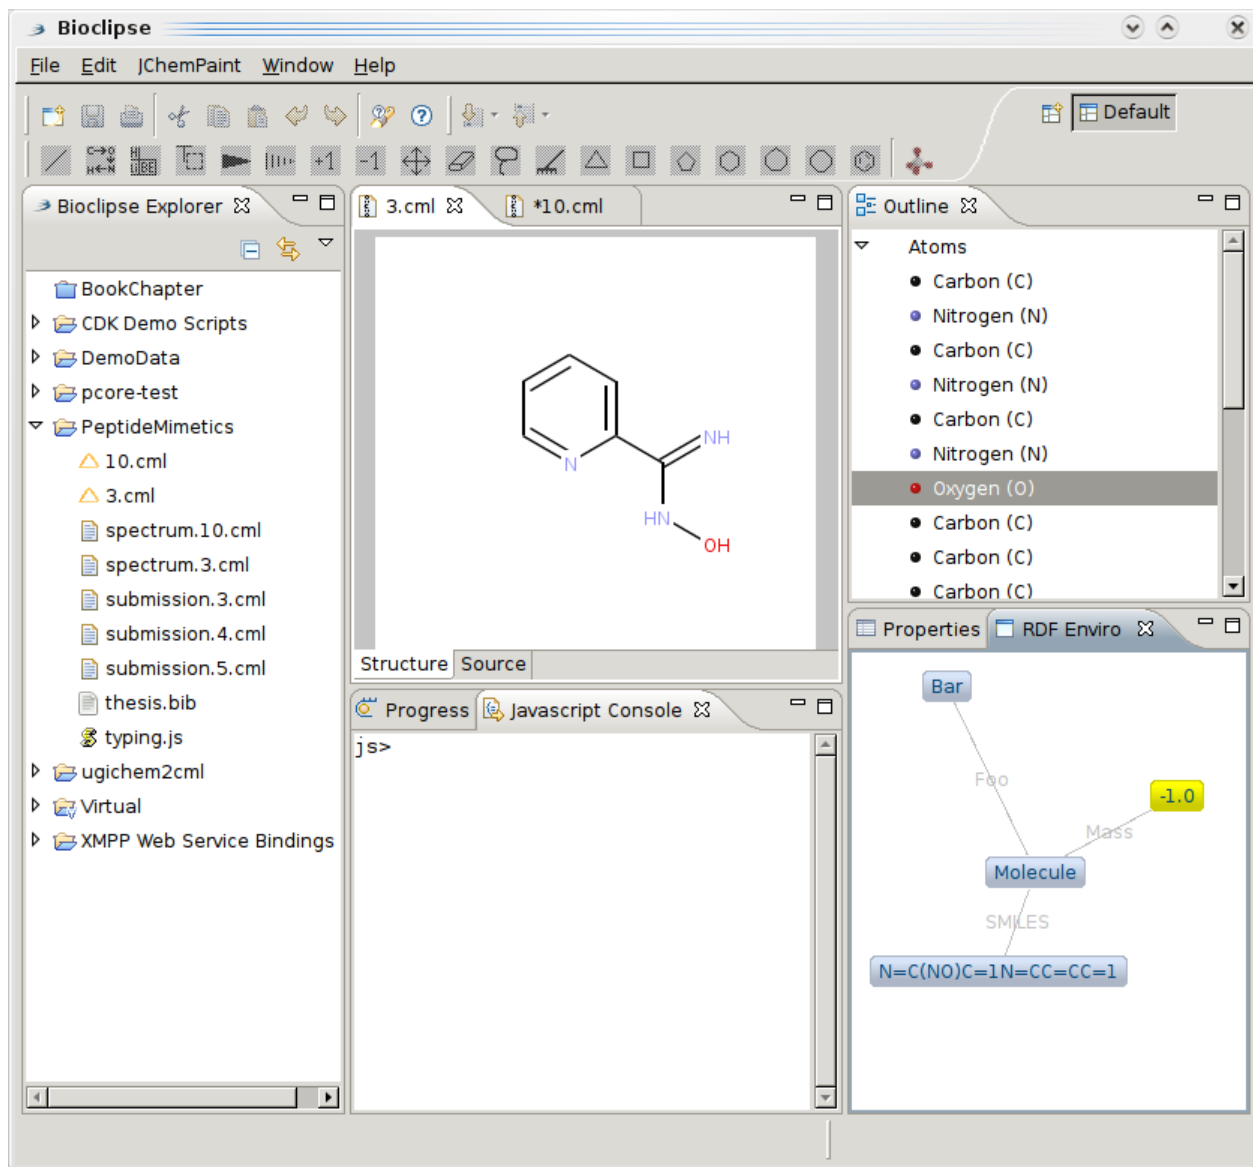 Bioclipse
File Edit JChemPaint Window Help
Default
+1 -1
Bioclipse Explorer
BookChapter
CDK Demo Scripts
DemoData
pcore-test
PeptideMimetics
10.cml
3.cml
spectrum.10.cml
spectrum.3.cml
submission.3.cml
submission.4.cml
submission.5.cml
thesis.bib
typing.js
ugichem2cml
Virtual
XMPP Web Service Bindings
3.cml *10.cml
N
NH
HN
OH
Structure Source
Progress Javascript Console
js>
Outline
Atoms
Carbon (C)
Nitrogen (N)
Carbon (C)
Nitrogen (N)
Carbon (C)
Nitrogen (N)
Oxygen (O)
Carbon (C)
Carbon (C)
Carbon (C)
Properties RDF Enviro
Bar
Foo
-1.0
Mass
Molecule
SMILES
N=C(NO)C=1N=CC=CC=1